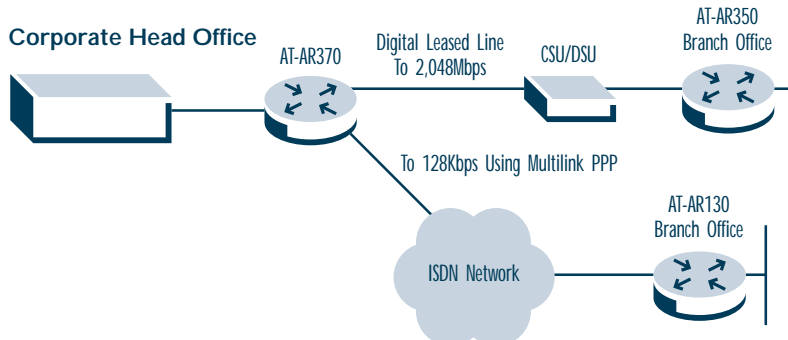 Corporate Head Office
AT-AR370
Digital Leased Line
To 2,048Mbps
CSU/DSU
AT-AR350
Branch Office
To 128Kbps Using Multilink PPP
ISDN Network
AT-AR130
Branch Office